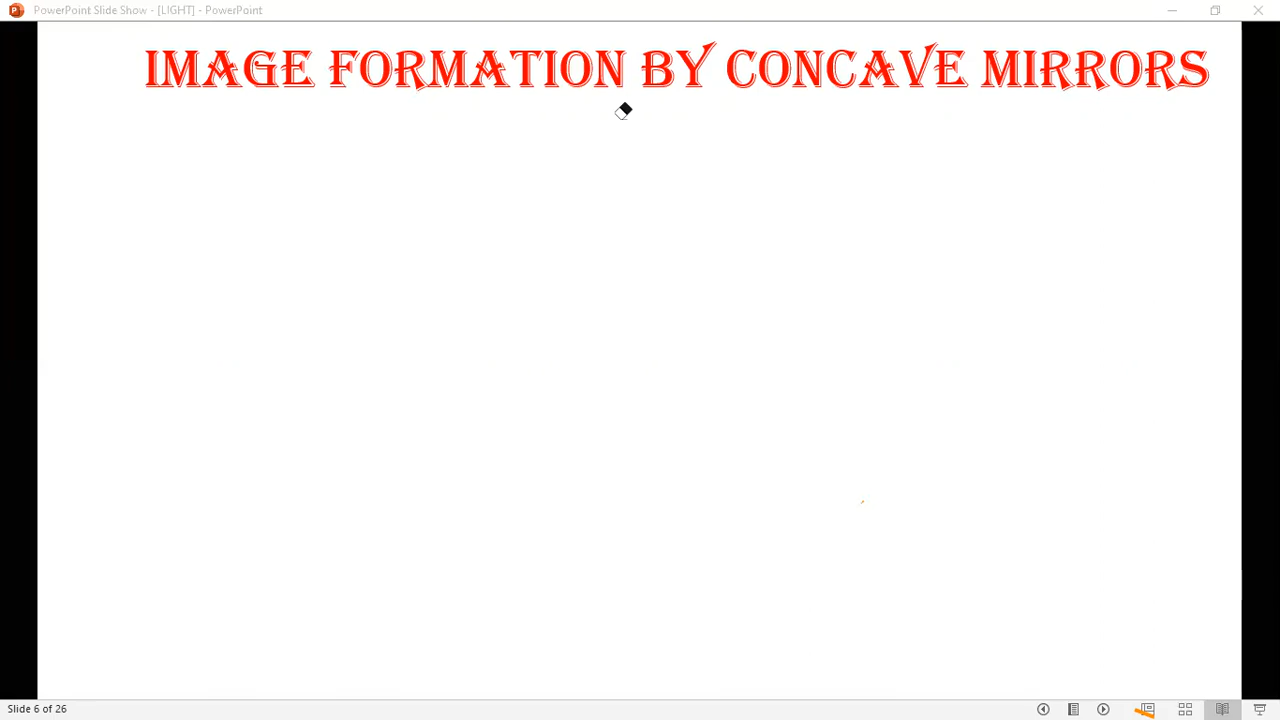 PowerPoint Slide Show - [LIGHT] - PowerPoint
IMAGE FORMATION BY CONCAVE MIRRORS
Slide 6 of 26